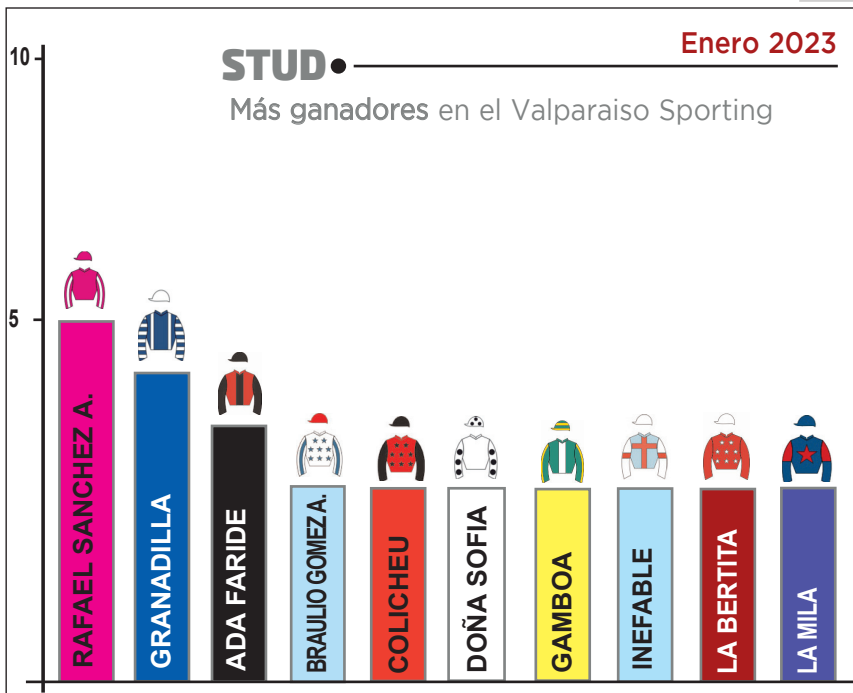 Enero 2023
STUD
Más ganadores en el Valparaiso Sporting
10
5
RAFAEL SANCHEZ A.
GRANADILLA
ADA FARIDE
BRAULIO GOMEZ A.
COLICHEU
DOÑA SOFIA
GAMBOA
INEFABLE
LA BERTITA
LA MILA